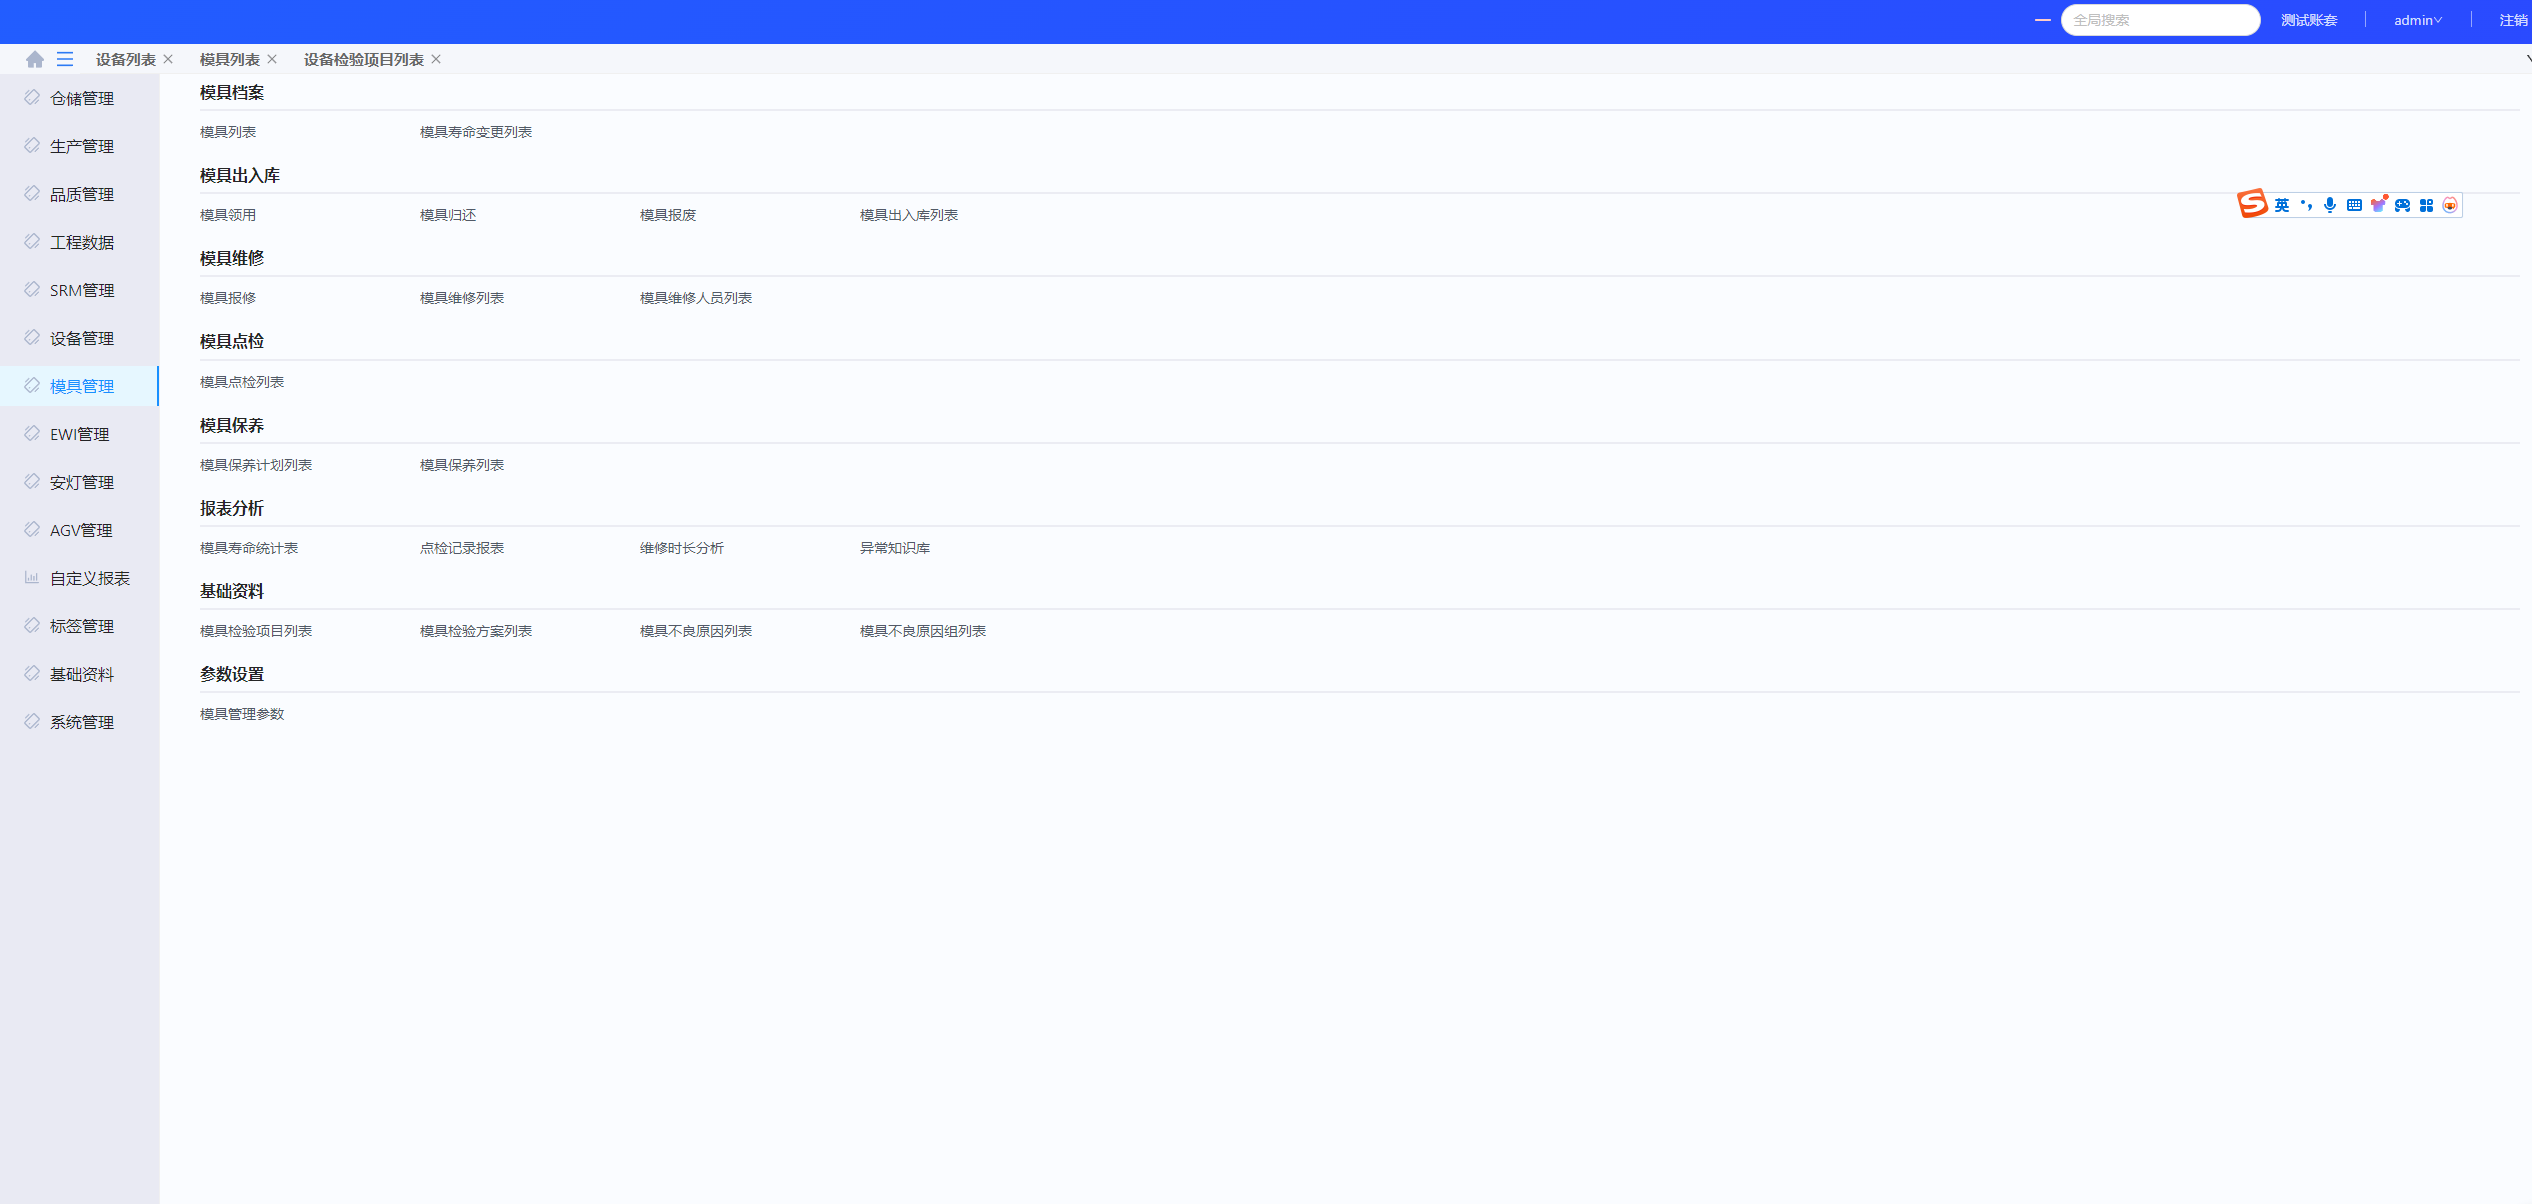 全局搜索 测试账套 admin 注销
设备列表 模具列表 设备检验项目列表
仓储管理
生产管理
品质管理
工程数据
SRM管理
设备管理
模具管理
EWI管理
安灯管理
AGV管理
自定义报表
标签管理
基础资料
系统管理
模具档案
模具列表 模具寿命变更列表
模具出入库
模具领用 模具归还 模具报废 模具出入库列表
英
模具维修
模具报修 模具维修列表 模具维修人员列表
模具点检
模具点检列表
模具保养
模具保养计划列表 模具保养列表
报表分析
模具寿命统计表 点检记录报表 维修时长分析 异常知识库
基础资料
模具检验项目列表 模具检验方案列表 模具不良原因列表 模具不良原因组列表
参数设置
模具管理参数